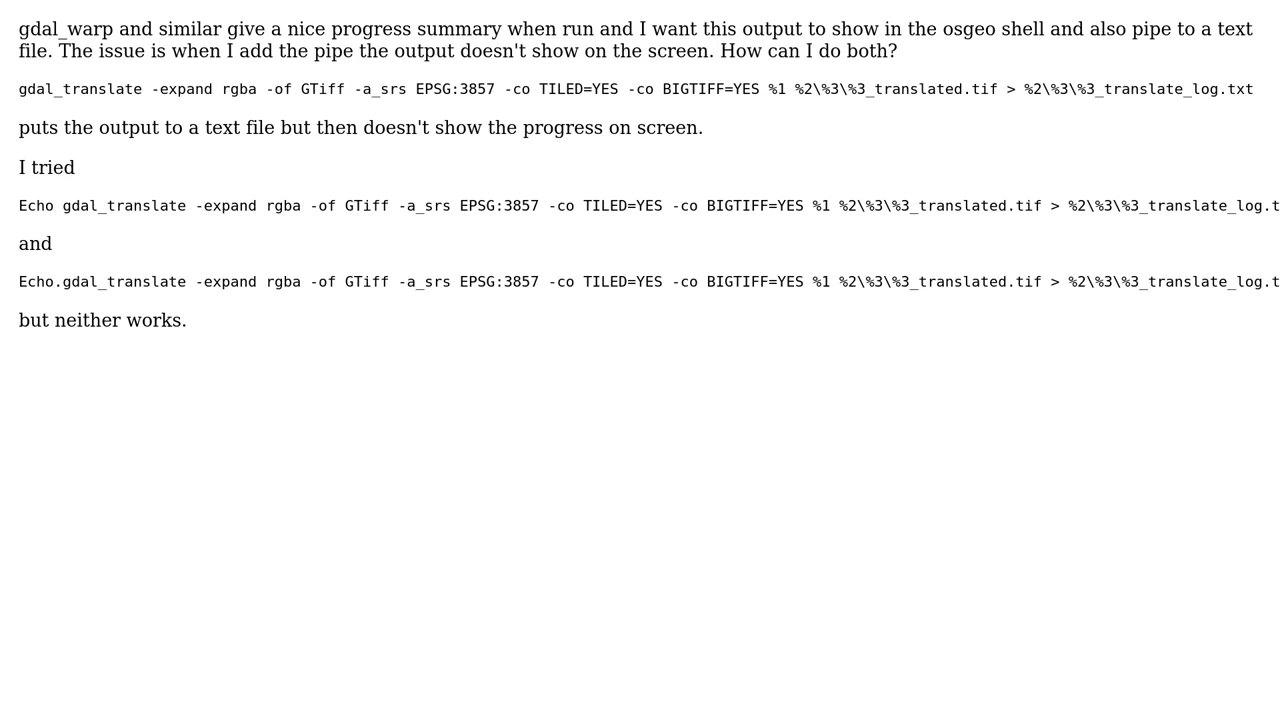 gdal_warp and similar give a nice progress summary when run and I want this output to show in the osgeo shell and also pipe to a text
file. The issue is when I add the pipe the output doesn't show on the screen. How can I do both?
gdal_translate -expand rgba -of GTiff -a_srs EPSG:3857 -co TILED=YES -co BIGTIFF=YES %1 %2\%3\%3_translated.tif > %2\%3\%3_translate_log.txt
puts the output to a text file but then doesn't show the progress on screen.
I tried
Echo gdal_translate -expand rgba -of GTiff -a_srs EPSG:3857 -co TILED=YES -co BIGTIFF=YES %1 %2\%3\%3_translated.tif > %2\%3\%3_translate_log.t
and
Echo.gdal_translate -expand rgba -of GTiff -a_srs EPSG:3857 -co TILED=YES -co BIGTIFF=YES %1 %2\%3\%3_translated.tif > %2\%3\%3_translate_log.t
but neither works.